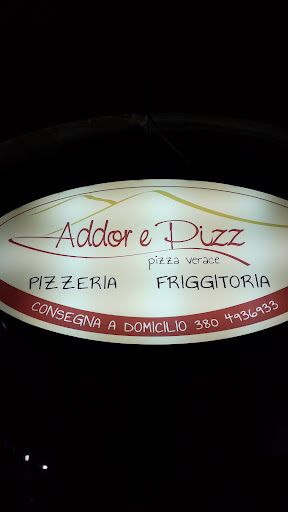 Addor e Pizz
pizza verace
PIZZERIA FRIGGITORIA
CONSEGNA A DOMICILIO 380 4936933